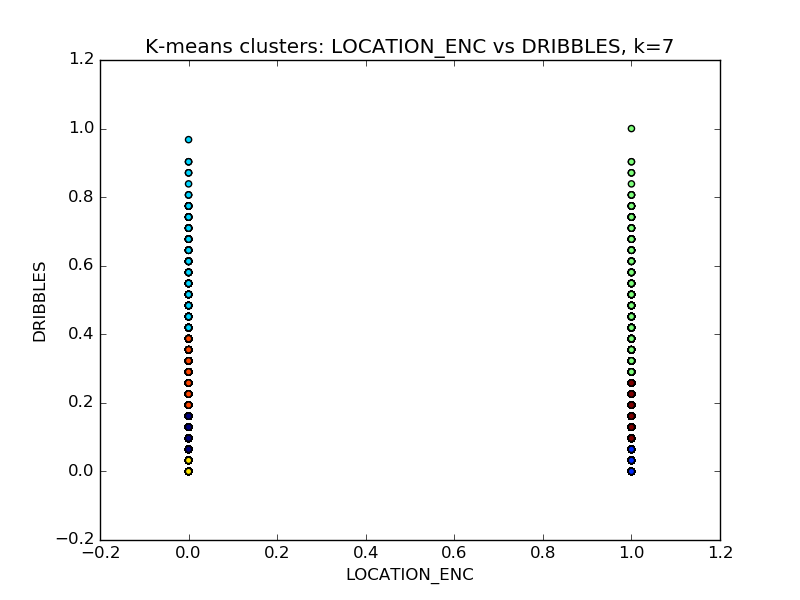 K-means clusters: LOCATION_ENC vs DRIBBLES, k=7
1.2
1.0
0.8
0.6
0.4
0.2
0.0
−0.2
DRIBBLES
−0.2 0.0 0.2 0.4 0.6 0.8 1.0 1.2
LOCATION_ENC